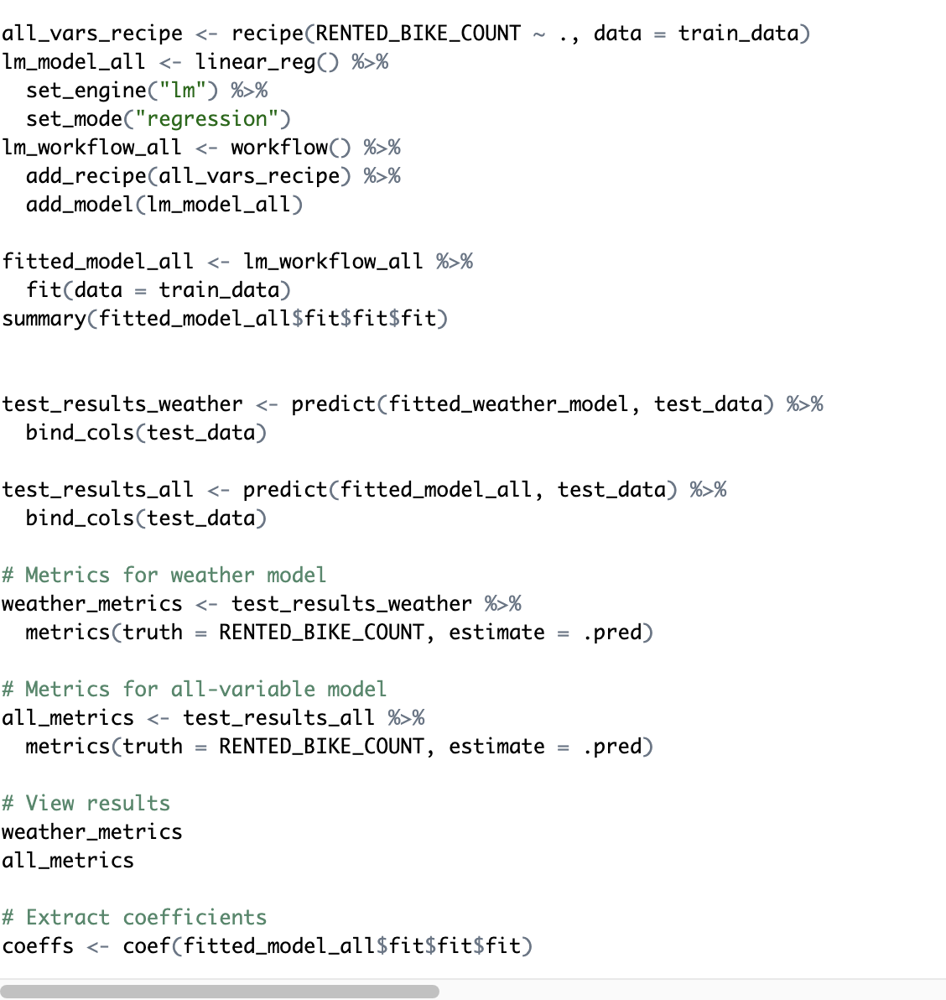 all_vars_recipe <- recipe(RENTED_BIKE_COUNT ~ ., data = train_data)
lm_model_all <- linear_reg() %>%
  set_engine("lm") %>%
  set_mode("regression")
lm_workflow_all <- workflow() %>%
  add_recipe(all_vars_recipe) %>%
  add_model(lm_model_all)

fitted_model_all <- lm_workflow_all %>%
  fit(data = train_data)
summary(fitted_model_all$fit$fit$fit)


test_results_weather <- predict(fitted_weather_model, test_data) %>%
  bind_cols(test_data)

test_results_all <- predict(fitted_model_all, test_data) %>%
  bind_cols(test_data)

# Metrics for weather model
weather_metrics <- test_results_weather %>%
  metrics(truth = RENTED_BIKE_COUNT, estimate = .pred)

# Metrics for all-variable model
all_metrics <- test_results_all %>%
  metrics(truth = RENTED_BIKE_COUNT, estimate = .pred)

# View results
weather_metrics
all_metrics

# Extract coefficients
coeffs <- coef(fitted_model_all$fit$fit$fit)